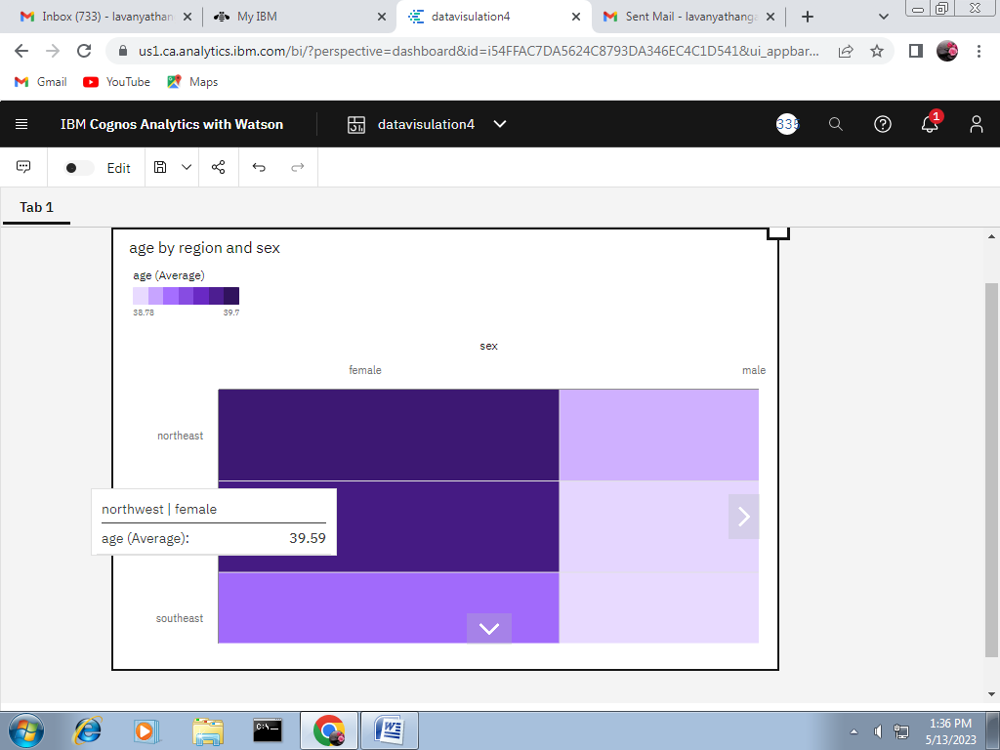 Inbox (733) - lavanyathan
My IBM
datavisulation4
Sent Mail - lavanyathanga
us1.ca.analytics.ibm.com/bi/?perspective=dashboard&id=i54FFAC7DA5624C8793DA346EC4C1D541&ui_appbar...
Gmail
YouTube
Maps
IBM Cognos Analytics with Watson
datavisulation4
335
1
Edit
Tab 1
age by region and sex
age (Average)
38.78
39.7
sex
female
male
northeast
northwest | female
age (Average):
39.59
southeast
C:\
1:36 PM
5/13/2023